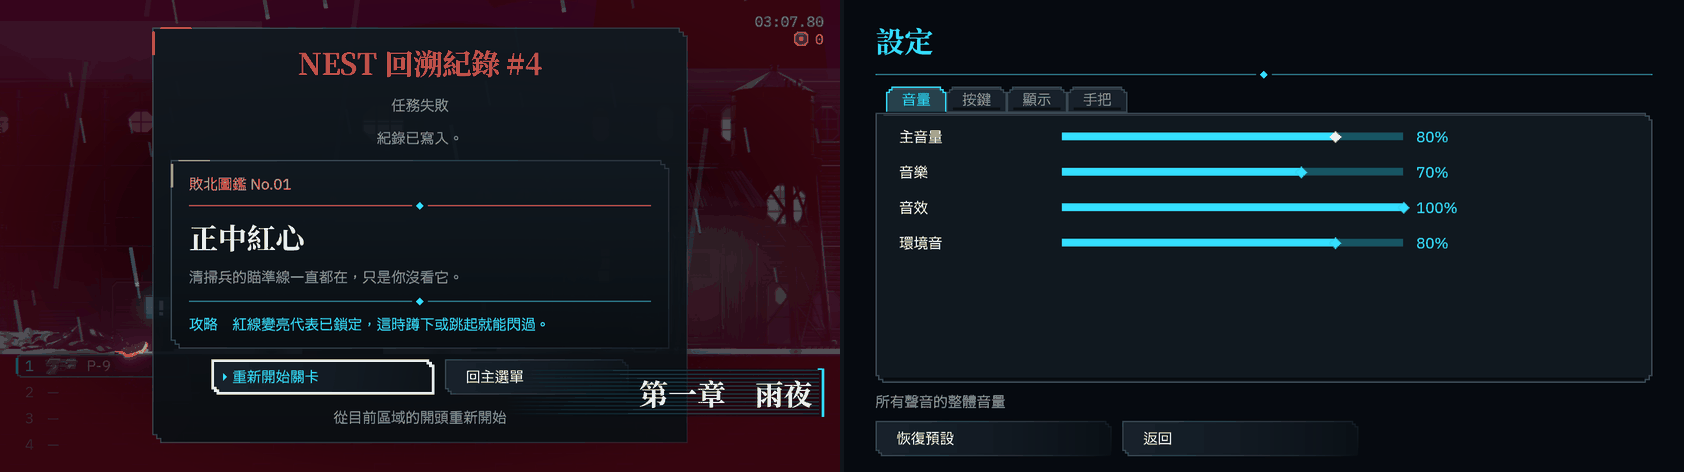 03:07.80
0
NEST 回溯紀錄 #4
任務失敗
紀錄已寫入。
敗北圖鑑 No.01
正中紅心
清掃兵的瞄準線一直都在，只是你沒看它。
攻略　紅線變亮代表已鎖定，這時蹲下或跳起就能閃過。
1 P-9
2 —
3 —
4 —
重新開始關卡
回主選單
第一章　雨夜
從目前區域的開頭重新開始
設定
音量 按鍵 顯示 手把
主音量 80%
音樂 70%
音效 100%
環境音 80%
所有聲音的整體音量
恢復預設 返回